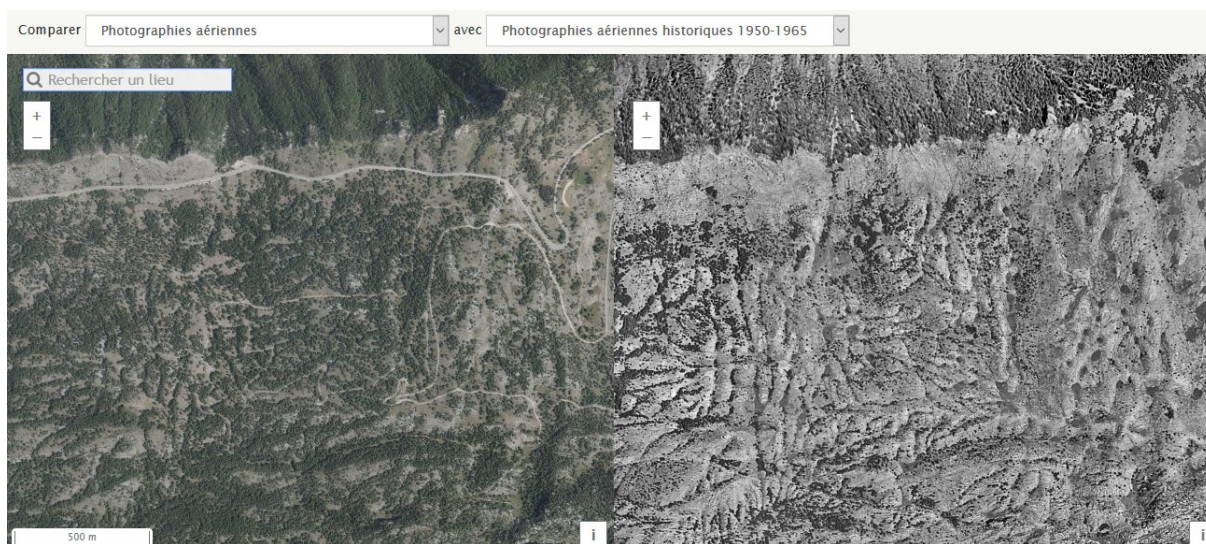 Comparer Photographies aériennes avec Photographies aériennes historiques 1950-1965
Rechercher un lieu
+
–
+
–
500 m
i
i